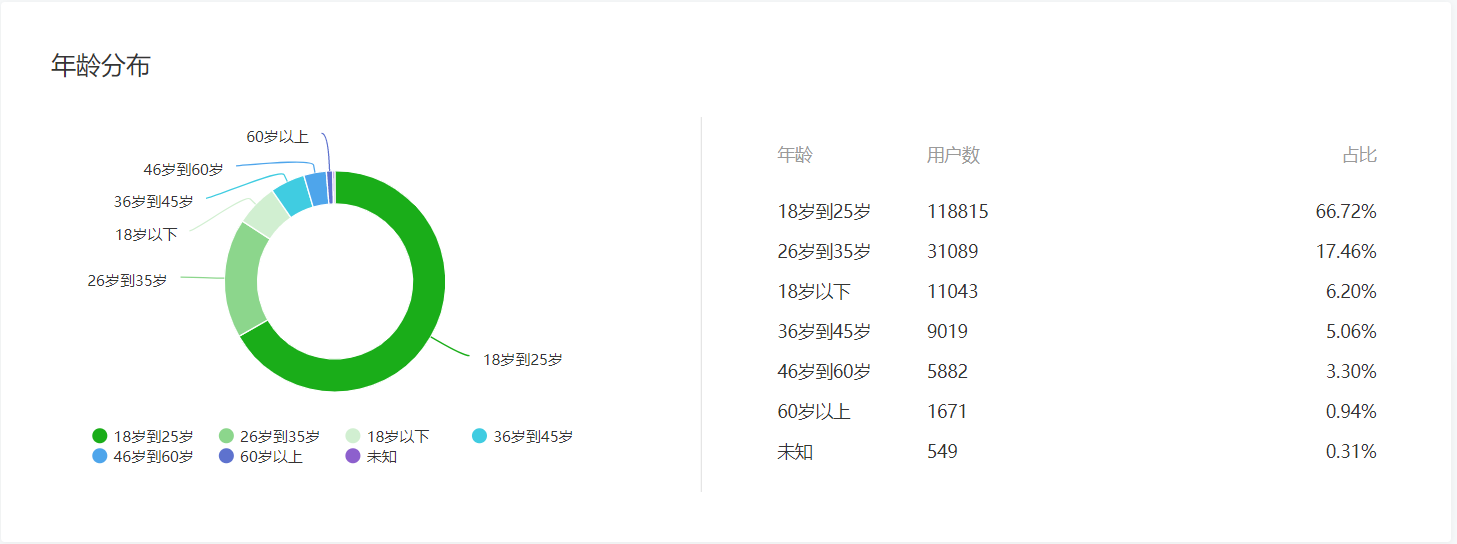 年龄分布
60岁以上
46岁到60岁
36岁到45岁
18岁以下
26岁到35岁
18岁到25岁
18岁到25岁 26岁到35岁 18岁以下 36岁到45岁
46岁到60岁 60岁以上 未知
年龄 用户数 占比
18岁到25岁 118815 66.72%
26岁到35岁 31089 17.46%
18岁以下 11043 6.20%
36岁到45岁 9019 5.06%
46岁到60岁 5882 3.30%
60岁以上 1671 0.94%
未知 549 0.31%